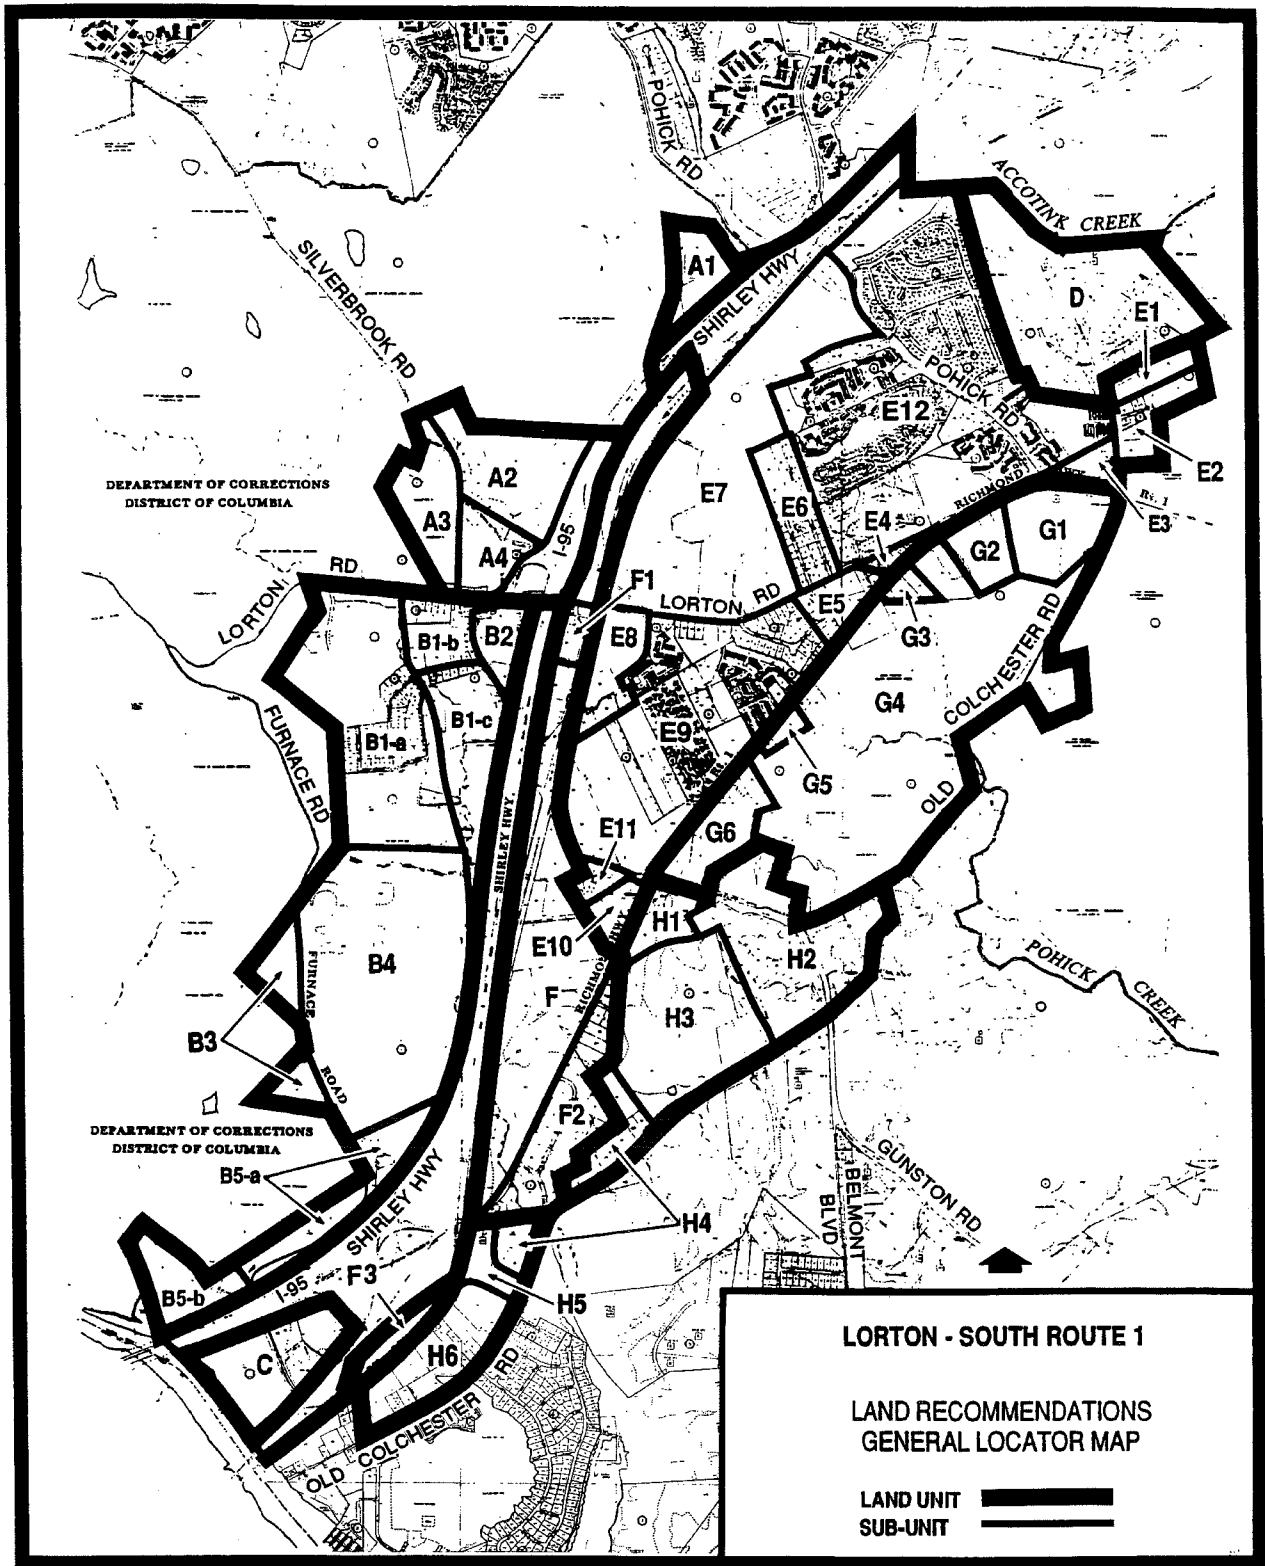 POHICK RD
ACCOTINK CREEK
A1
SHIRLEY HWY
SILVERBROOK RD
D
E1
POHICK RD
E12
A2
DEPARTMENT OF CORRECTIONS
DISTRICT OF COLUMBIA
E7
E2
RICHMOND
Rt. 1
A3
E6
E4
E3
G1
I-95
G2
A4
LORTON RD
F1
LORTON RD
E5
B1-b
B2
E8
G3
COLCHESTER RD
G4
FURNACE RD
B1-c
B1-a
E9
G5
OLD
E11
G6
SHIRLEY HWY
H1
E10
RICHMOND HWY
B4
FURNACE
H2
POHICK CREEK
F
H3
B3
ROAD
F2
DEPARTMENT OF CORRECTIONS
DISTRICT OF COLUMBIA
B5-a
SHIRLEY HWY
GUNSTON RD
BELMONT
BLVD
H4
F3
I-95
B5-b
H5
H6
C
OLD COLCHESTER RD
LORTON - SOUTH ROUTE 1
LAND RECOMMENDATIONS
GENERAL LOCATOR MAP
LAND UNIT
SUB-UNIT